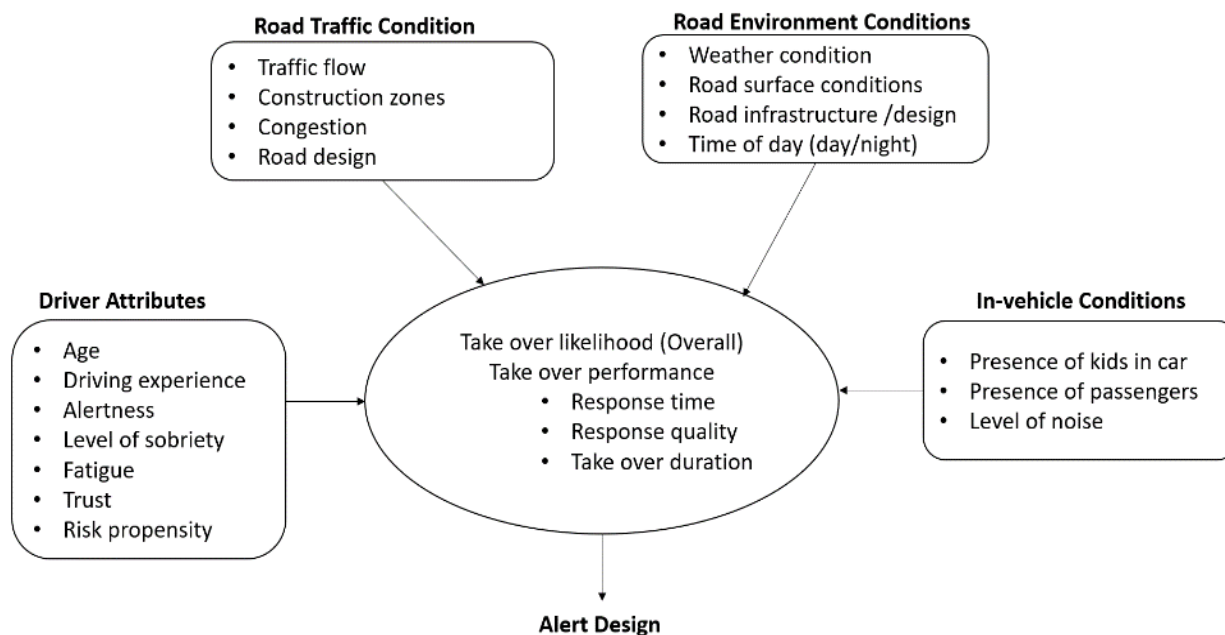 Road Traffic Condition
• Traffic flow
• Construction zones
• Congestion
• Road design
Road Environment Conditions
• Weather condition
• Road surface conditions
• Road infrastructure /design
• Time of day (day/night)
Driver Attributes
• Age
• Driving experience
• Alertness
• Level of sobriety
• Fatigue
• Trust
• Risk propensity
Take over likelihood (Overall)
Take over performance
• Response time
• Response quality
• Take over duration
In-vehicle Conditions
• Presence of kids in car
• Presence of passengers
• Level of noise
Alert Design